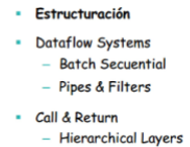 ▪ Estructuración
▪ Dataflow Systems
– Batch Secuential
– Pipes & Filters
▪ Call & Return
– Hierarchical Layers